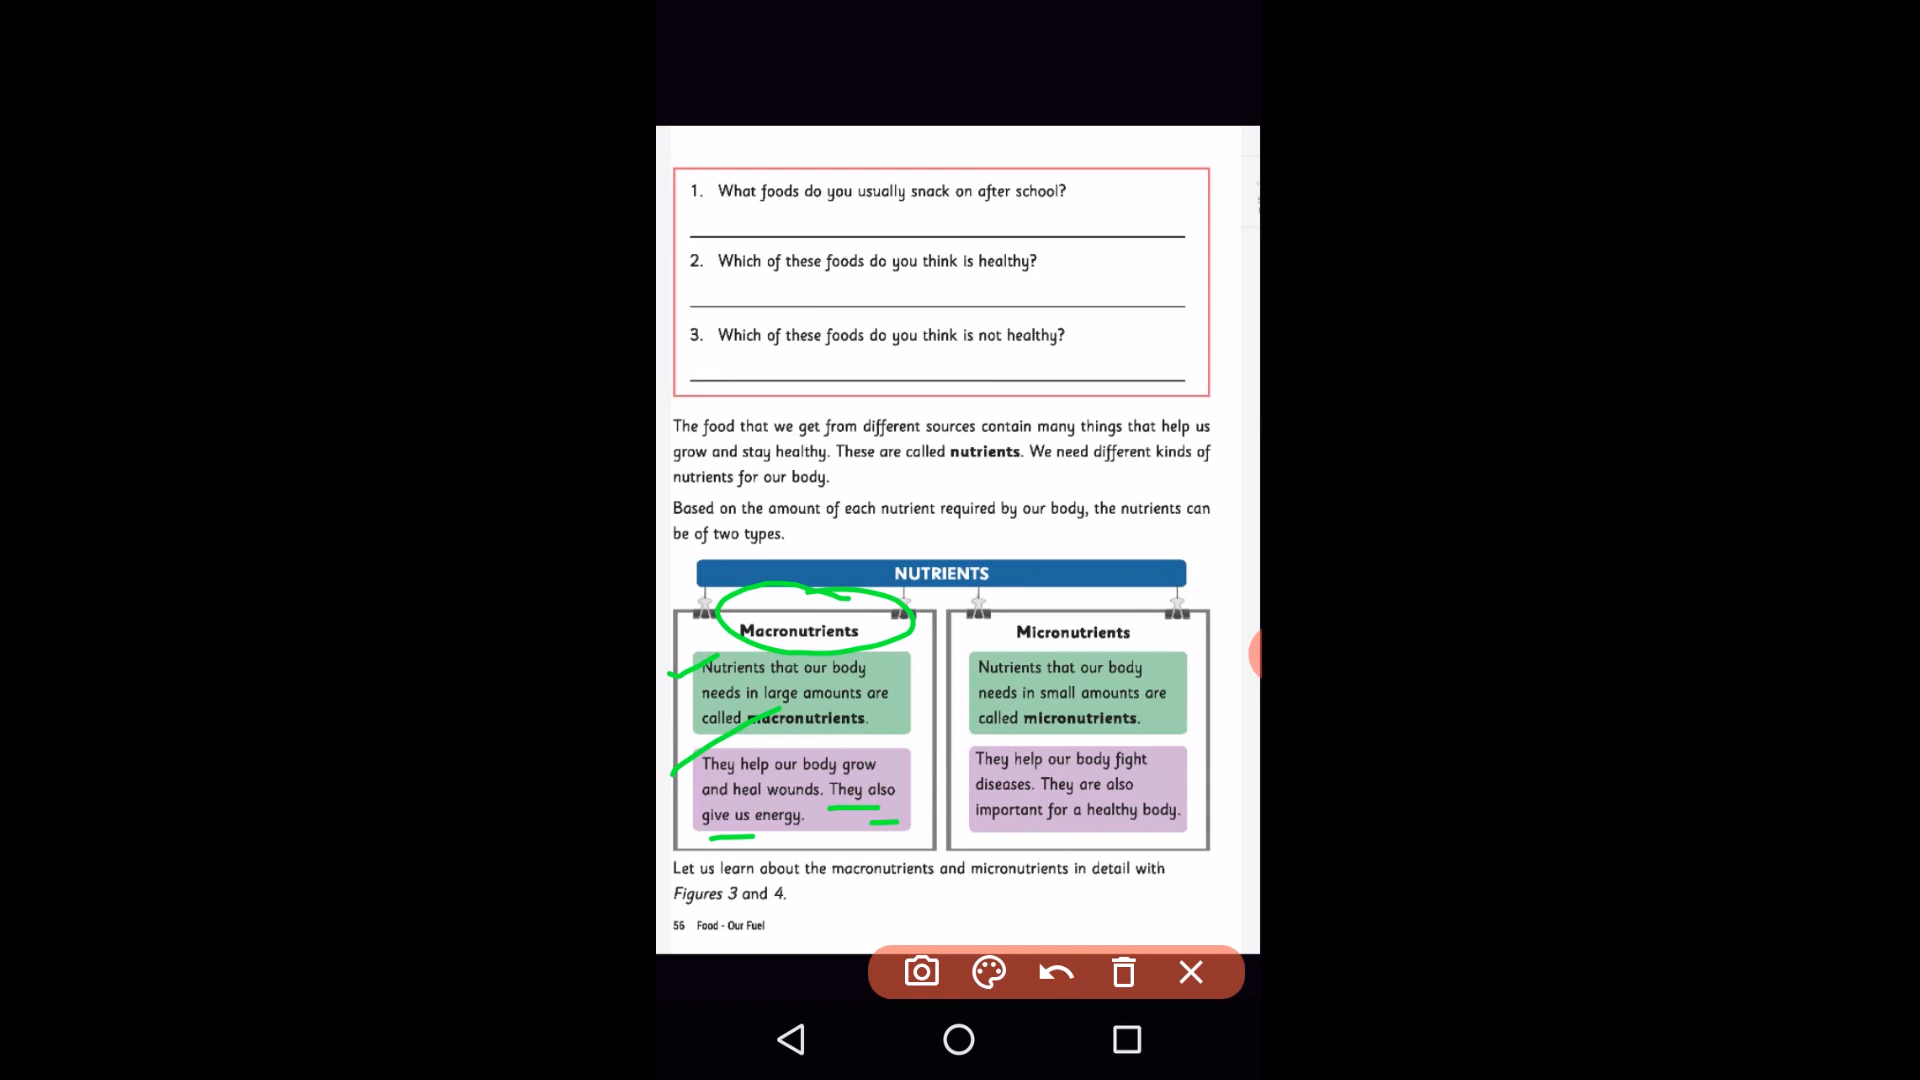 1. What foods do you usually snack on after school?
2. Which of these foods do you think is healthy?
3. Which of these foods do you think is not healthy?
The food that we get from different sources contain many things that help us
grow and stay healthy. These are called nutrients. We need different kinds of
nutrients for our body.
Based on the amount of each nutrient required by our body, the nutrients can
be of two types.
NUTRIENTS
Macronutrients
Nutrients that our body
needs in large amounts are
called macronutrients.
They help our body grow
and heal wounds. They also
give us energy.
Micronutrients
Nutrients that our body
needs in small amounts are
called micronutrients.
They help our body fight
diseases. They are also
important for a healthy body.
Let us learn about the macronutrients and micronutrients in detail with
Figures 3 and 4.
56 Food - Our Fuel